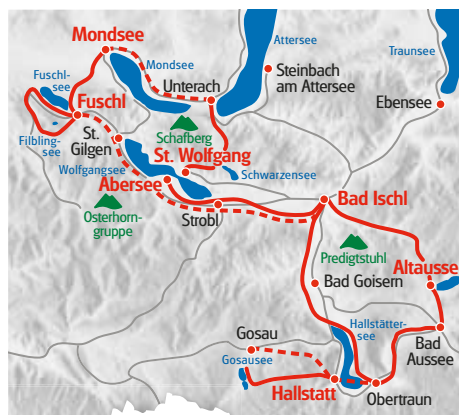 Mondsee
Attersee
Traunsee
Fuschl-
see
Mondsee
Steinbach
am Attersee
Unterach
Ebensee
Fuschl
St.
Gilgen
Schafberg
Filbling-
see
St. Wolfgang
Wolfgangsee
Schwarzensee
Abersee
Bad Ischl
Osterhorn-
gruppe
Strobl
Predigtstuhl
Altausse
Bad Goisern
Hallstätter-
see
Gosau
Bad
Aussee
Gosausee
Hallstatt
Obertraun